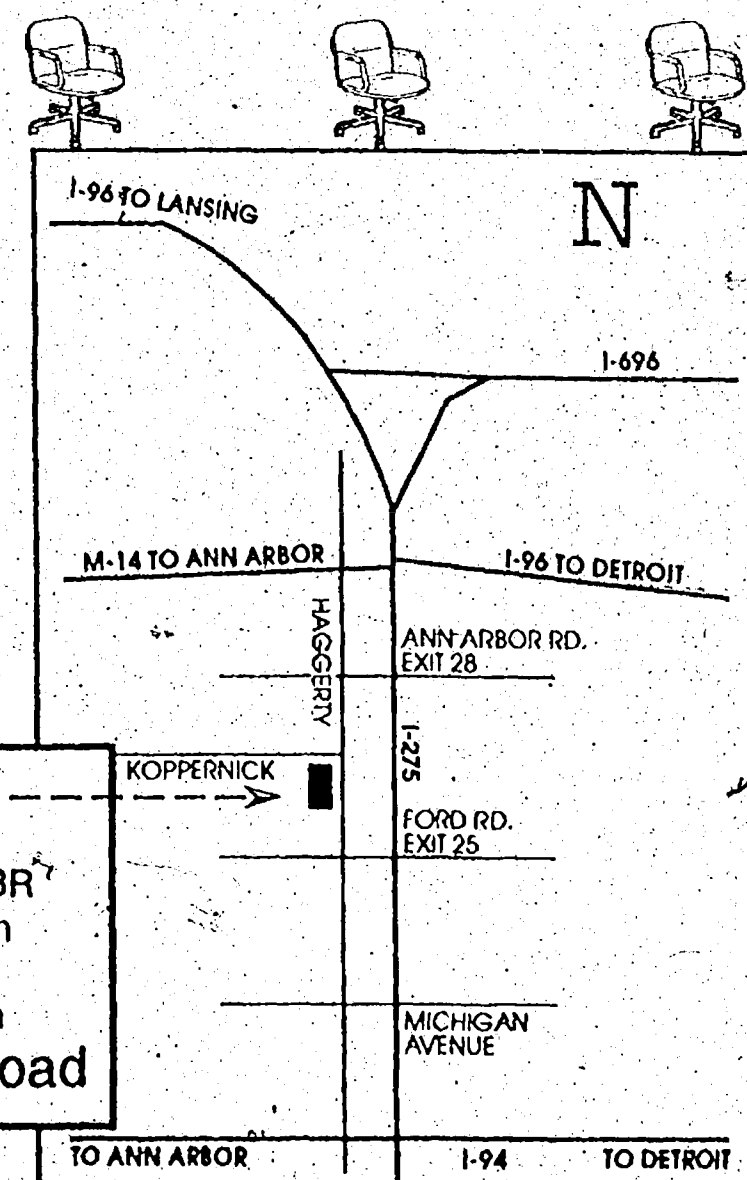 I-96 TO LANSING
N
I-696
M-14 TO ANN ARBOR
I-96 TO DETROIT
HAGGERTY
ANN ARBOR RD.
EXIT 28
I-275
KOPPERNICK
FORD RD.
EXIT 25
MICHIGAN
AVENUE
TO ANN ARBOR
I-94
TO DETROIT